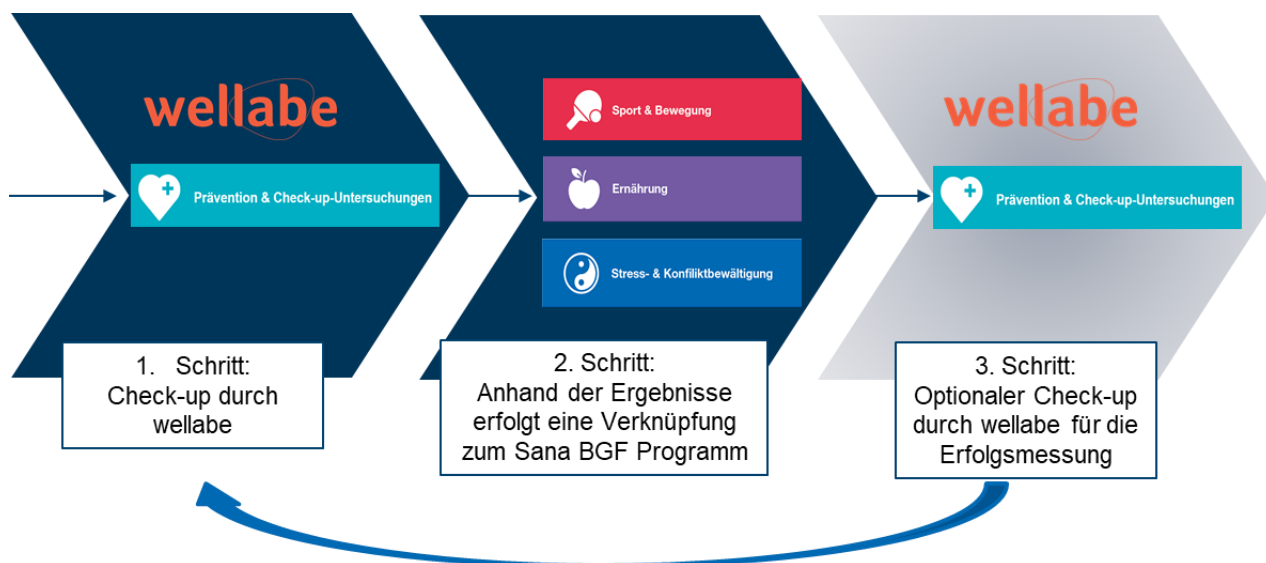 wellabe
Prävention & Check-up-Untersuchungen
1. Schritt:
Check-up durch
wellabe
Sport & Bewegung
Ernährung
Stress- & Konfiliktbewältigung
2. Schritt:
Anhand der Ergebnisse
erfolgt eine Verknüpfung
zum Sana BGF Programm
wellabe
Prävention & Check-up-Untersuchungen
3. Schritt:
Optionaler Check-up
durch wellabe für die
Erfolgsmessung